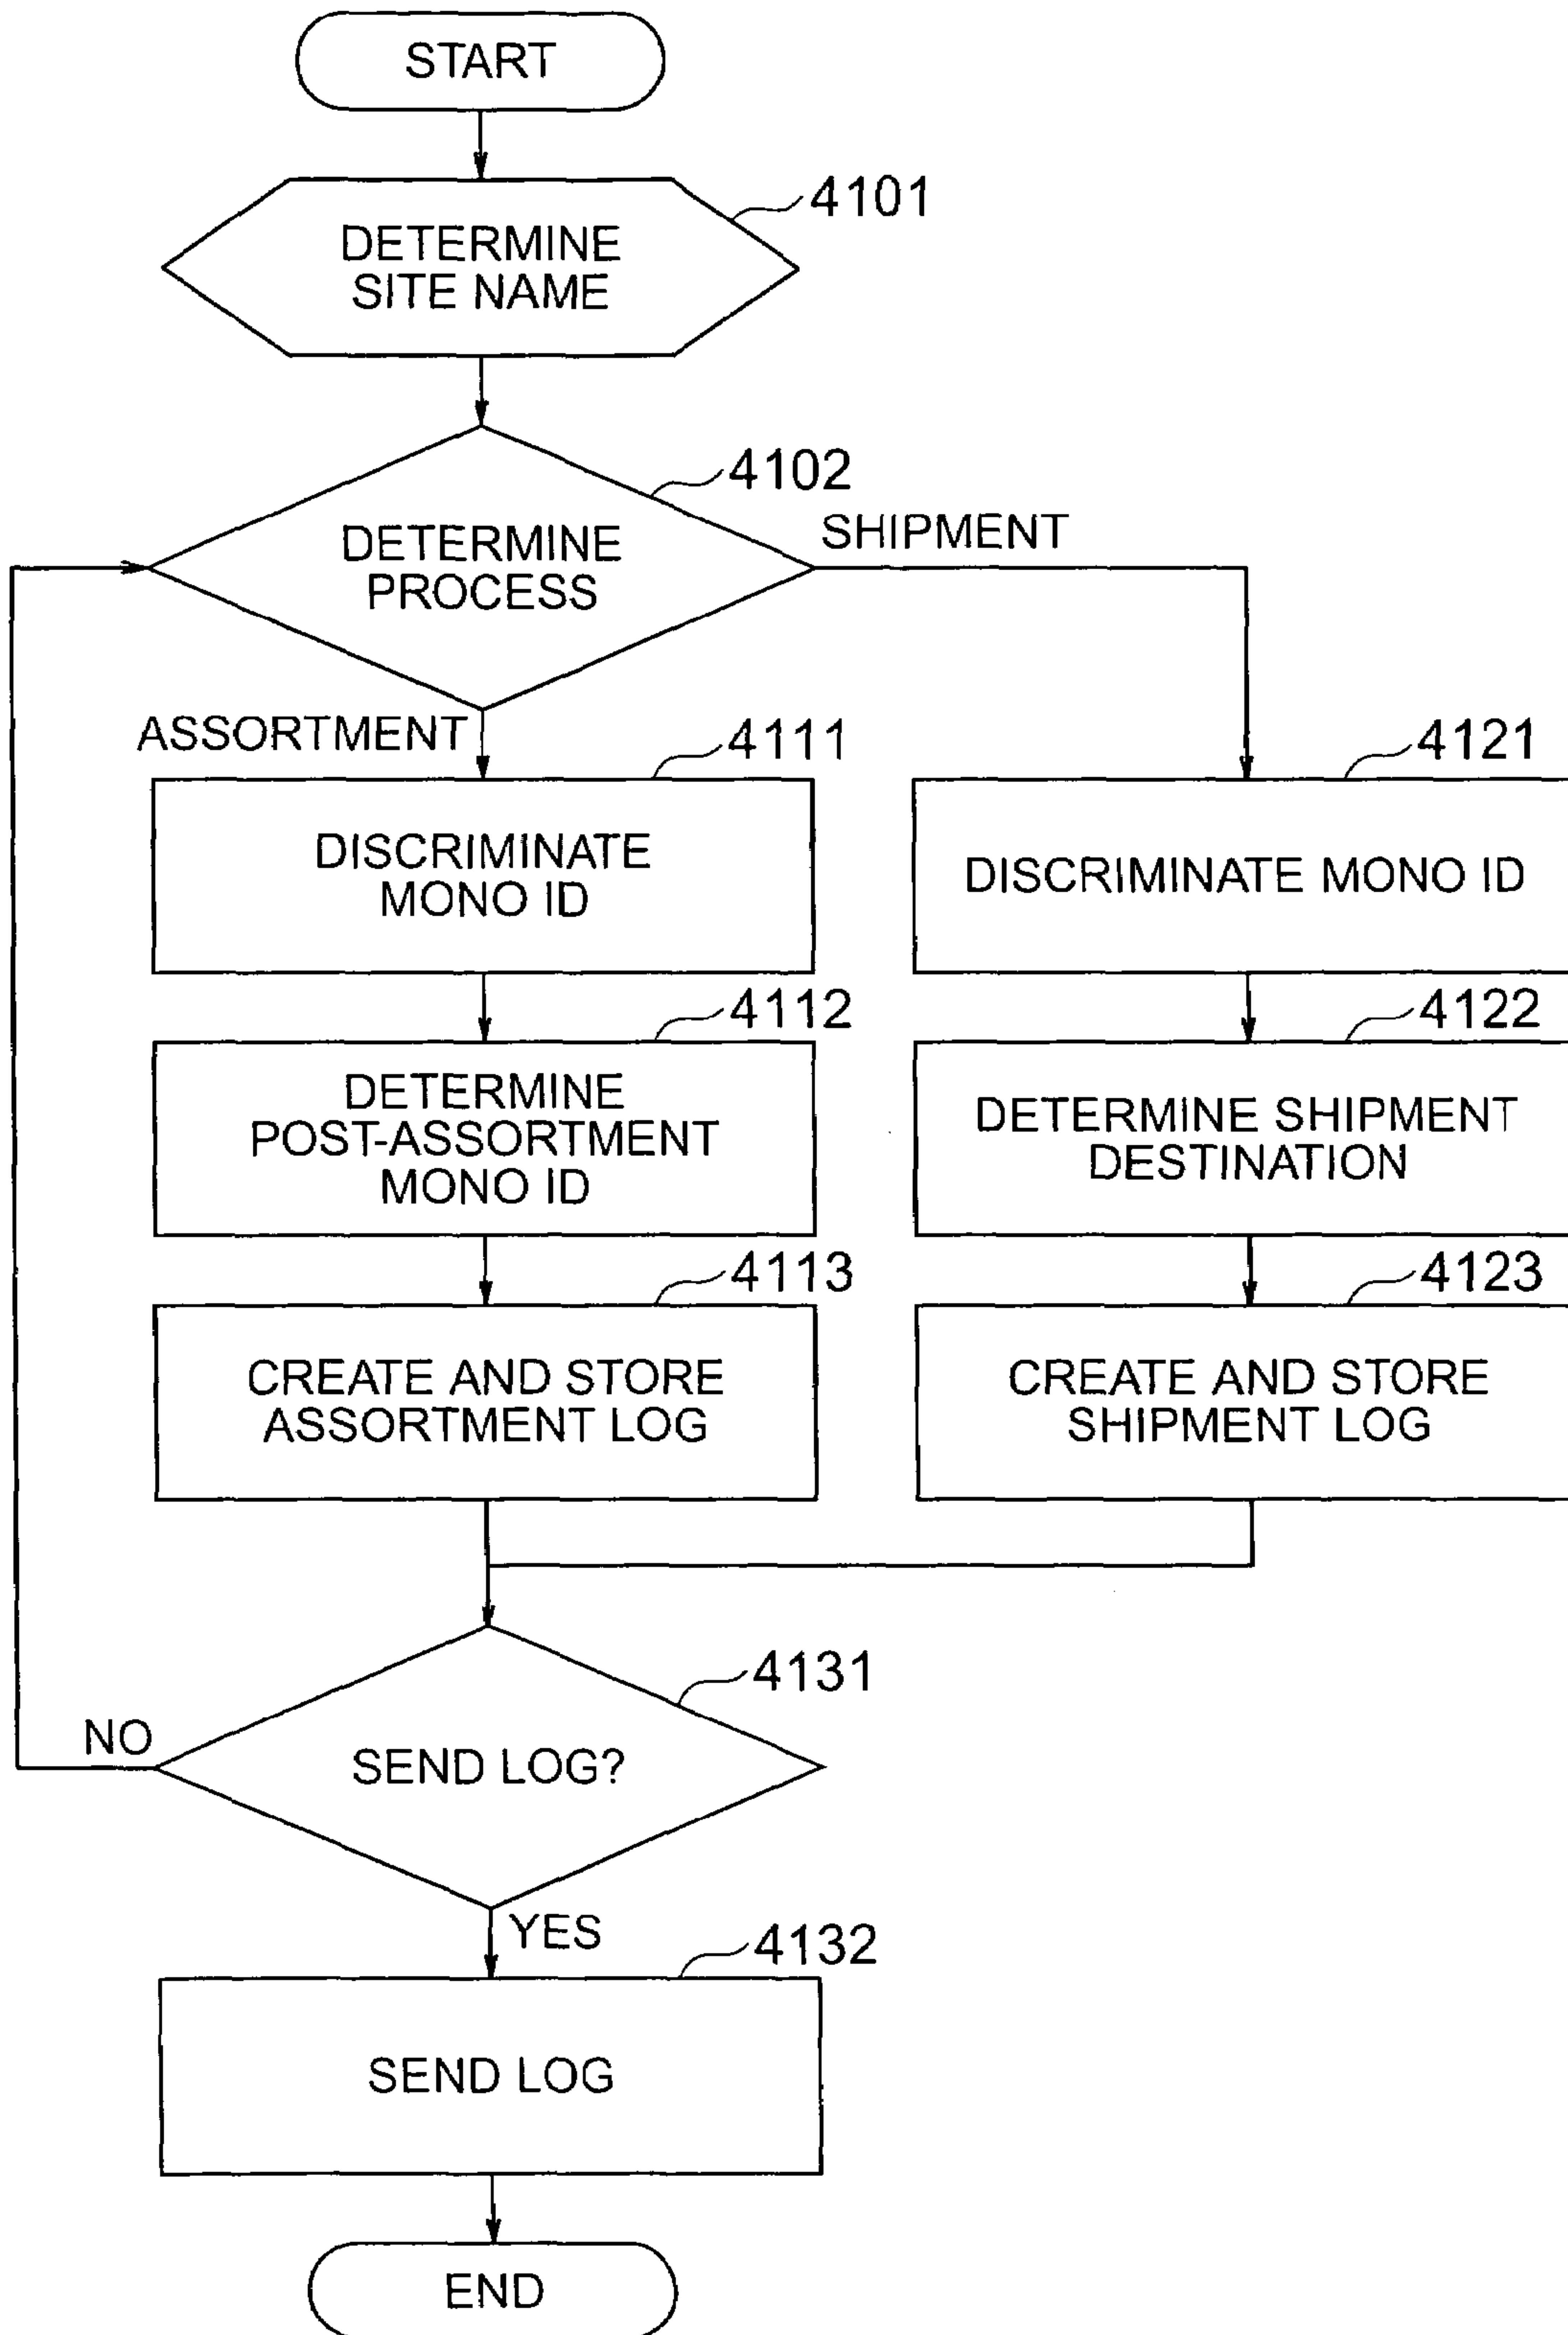 START
4101
DETERMINE
SITE NAME
4102
DETERMINE
PROCESS
SHIPMENT
ASSORTMENT
4111
DISCRIMINATE
MONO ID
4112
DETERMINE
POST-ASSORTMENT
MONO ID
4113
CREATE AND STORE
ASSORTMENT LOG
4121
DISCRIMINATE MONO ID
4122
DETERMINE SHIPMENT
DESTINATION
4123
CREATE AND STORE
SHIPMENT LOG
4131
SEND LOG?
NO
YES
4132
SEND LOG
END